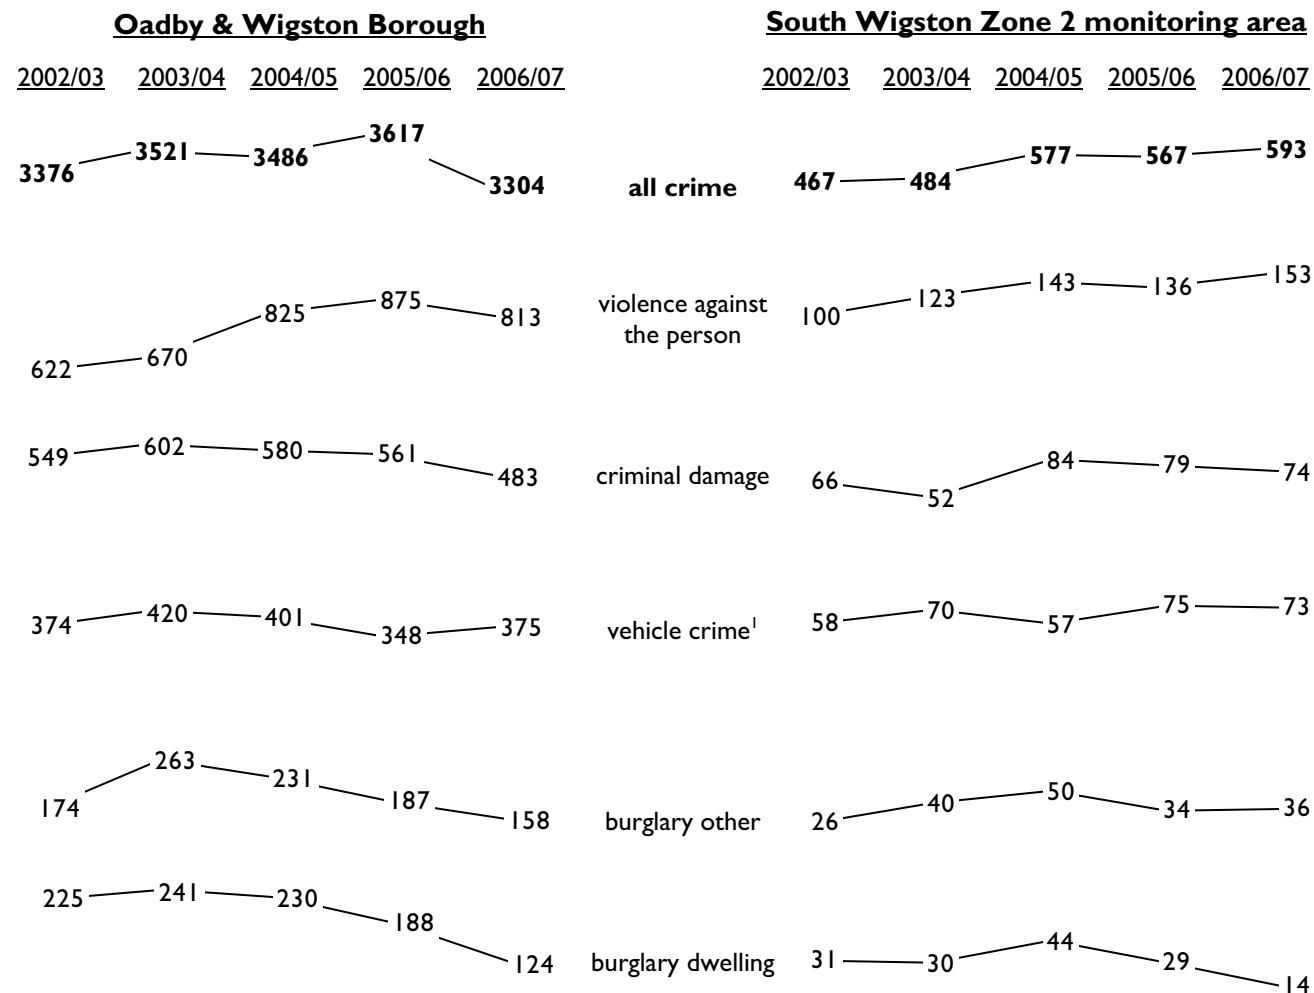 Oadby & Wigston Borough South Wigston Zone 2 monitoring area
2002/03 2003/04 2004/05 2005/06 2006/07 2002/03 2003/04 2004/05 2005/06 2006/07
3376 3521 3486 3617 3304 all crime 467 484 577 567 593
622 670 825 875 813 violence against
the person 100 123 143 136 153
549 602 580 561 483 criminal damage 66 52 84 79 74
374 420 401 348 375 vehicle crime¹ 58 70 57 75 73
174 263 231 187 158 burglary other 26 40 50 34 36
225 241 230 188 124 burglary dwelling 31 30 44 29 14